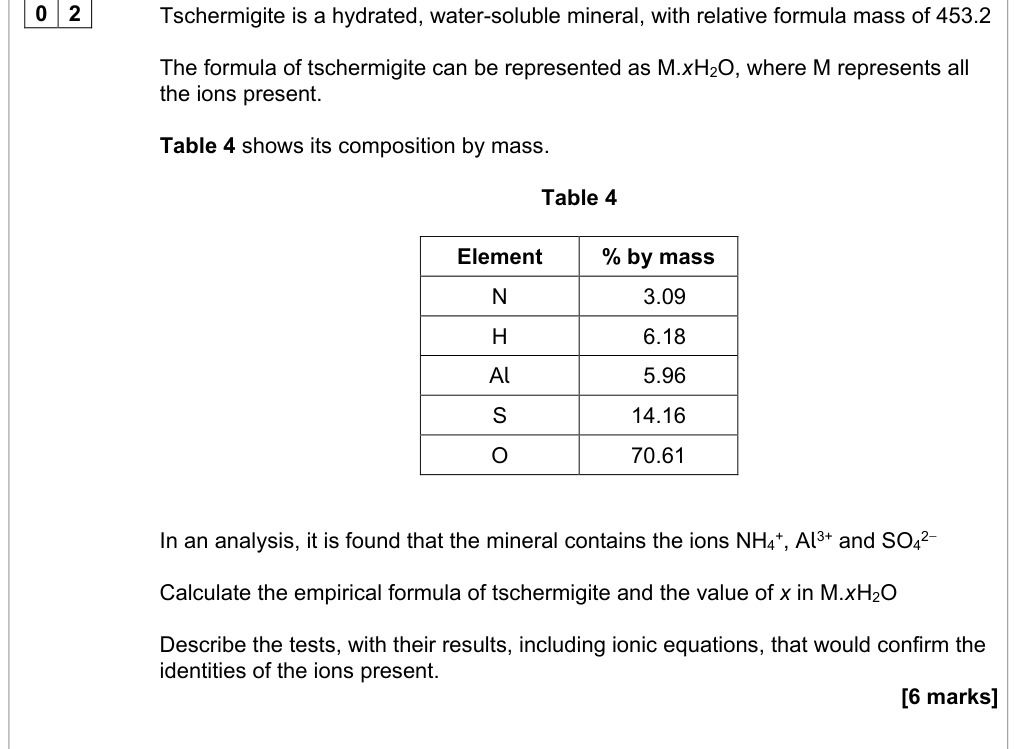 0 2
Tschermigite is a hydrated, water-soluble mineral, with relative formula mass of 453.2
The formula of tschermigite can be represented as M.xH₂O, where M represents all
the ions present.
Table 4 shows its composition by mass.
Table 4
Element % by mass
N 3.09
H 6.18
Al 5.96
S 14.16
O 70.61
In an analysis, it is found that the mineral contains the ions NH₄⁺, Al³⁺ and SO₄²⁻
Calculate the empirical formula of tschermigite and the value of x in M.xH₂O
Describe the tests, with their results, including ionic equations, that would confirm the
identities of the ions present.
[6 marks]